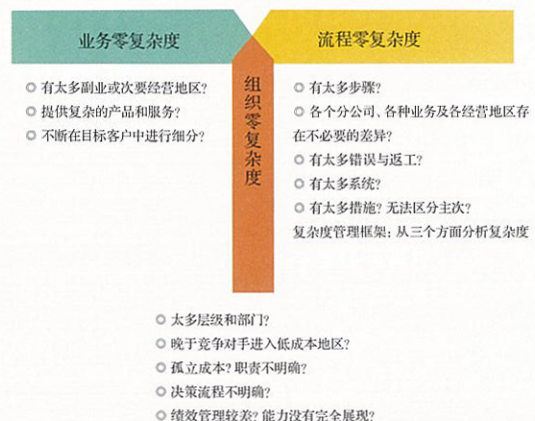 业务零复杂度
流程零复杂度
组织零复杂度
◎ 有太多副业或次要经营地区?
◎ 提供复杂的产品和服务?
◎ 不断在目标客户中进行细分?
◎ 有太多步骤?
◎ 各个分公司、各种业务及各经营地区存
在不必要的差异?
◎ 有太多错误与返工?
◎ 有太多系统?
◎ 有太多措施? 无法区分主次?
复杂度管理框架: 从三个方面分析复杂度
◎ 太多层级和部门?
◎ 晚于竞争对手进入低成本地区?
◎ 孤立成本? 职责不明确?
◎ 决策流程不明确?
◎ 绩效管理较差? 能力没有完全展现?